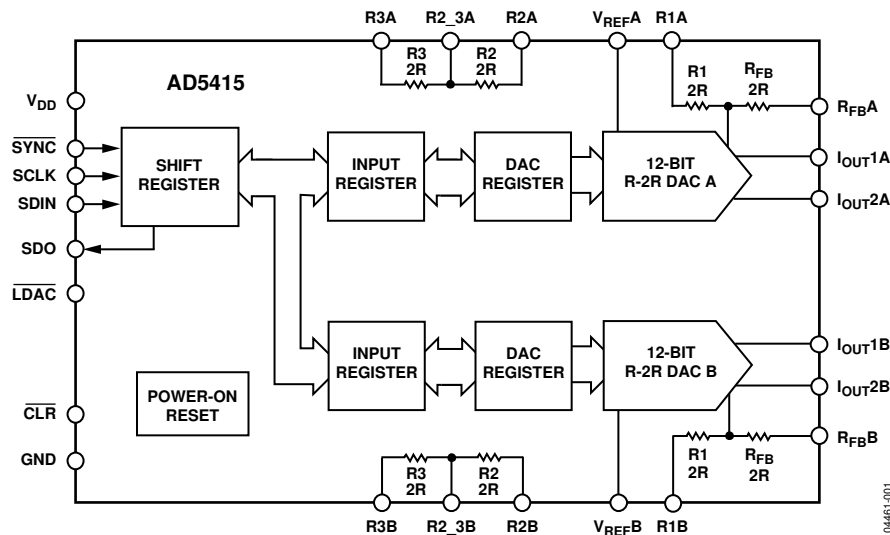 R3A R2_3A R2A VREFA R1A
R3 2R
R2 2R
R1 2R
RFB 2R
AD5415
VDD
SYNC
SCLK
SDIN
SDO
LDAC
CLR
GND
SHIFT
REGISTER
INPUT
REGISTER
DAC
REGISTER
12-BIT
R-2R DAC A
RFBA
IOUT1A
IOUT2A
INPUT
REGISTER
DAC
REGISTER
12-BIT
R-2R DAC B
IOUT1B
IOUT2B
RFBB
POWER-ON
RESET
R3 2R
R2 2R
R1 2R
RFB 2R
R3B R2_3B R2B VREFB R1B
04461-001